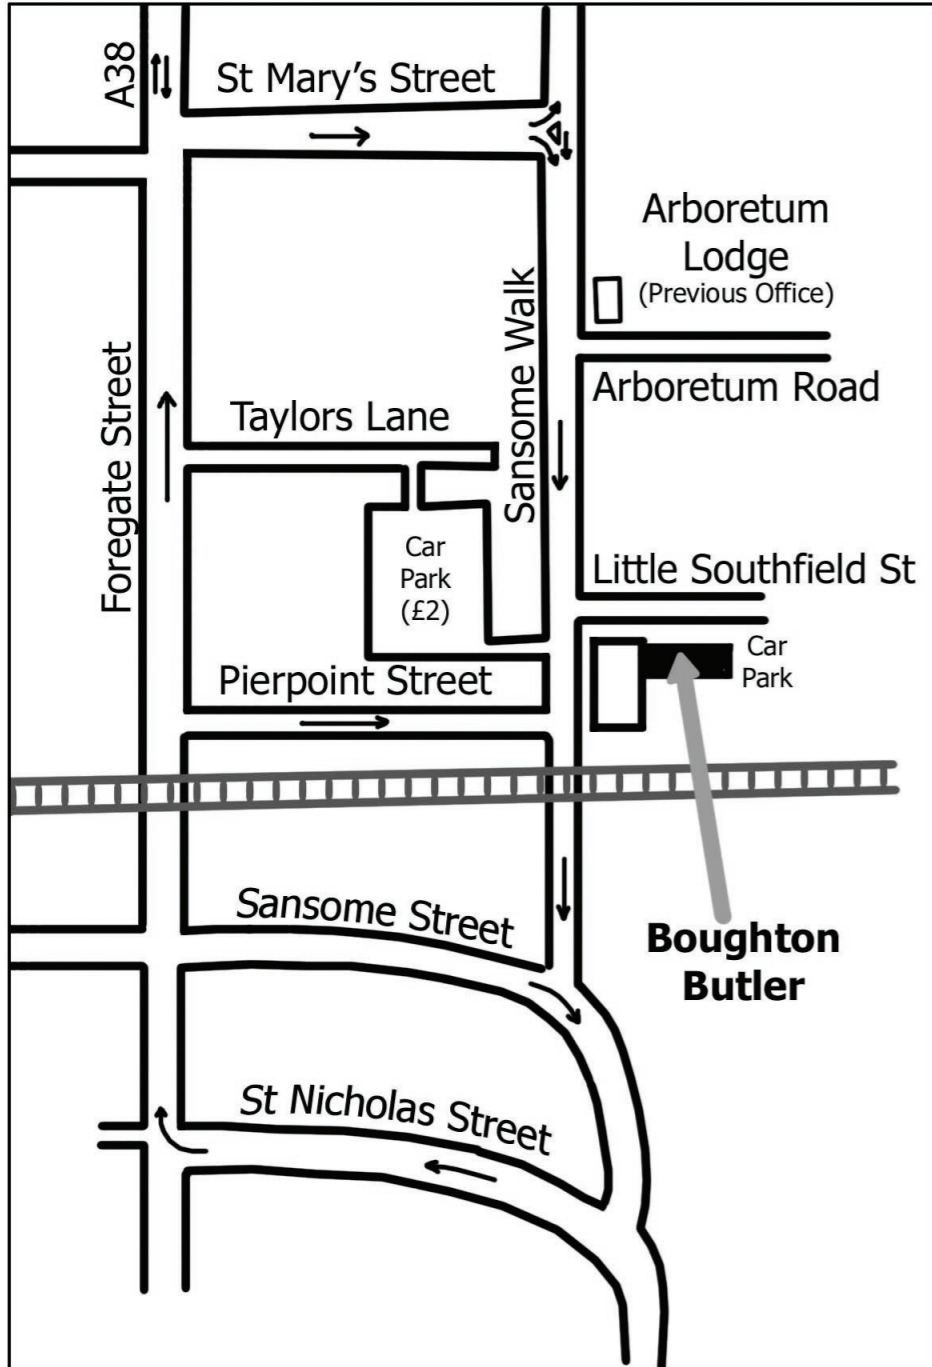 A38
St Mary's Street
Arboretum
Lodge
(Previous Office)
Sansome Walk
Foregate Street
Arboretum Road
Taylors Lane
Car
Park
(£2)
Little Southfield St
Car
Park
Pierpoint Street
Sansome Street
Boughton
Butler
St Nicholas Street